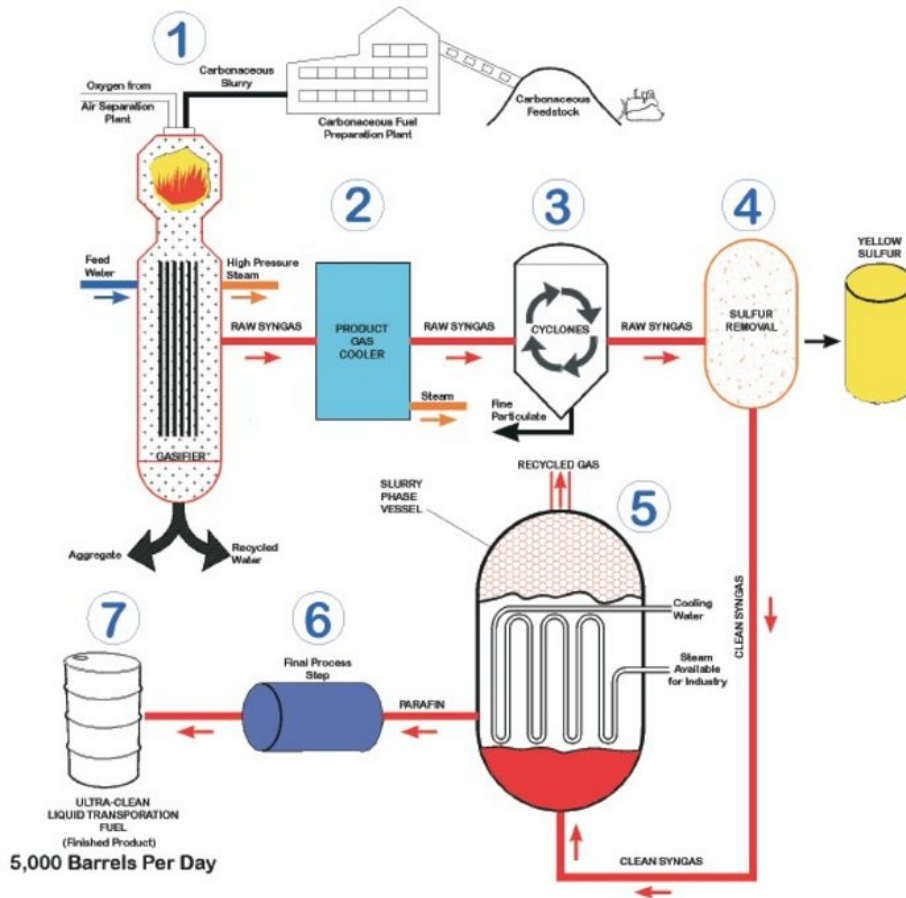 1
Carbonaceous
Slurry
Oxygen from
Air Separation
Plant
Carbonaceous Fuel
Preparation Plant
Carbonaceous
Feedstock
2
3
4
Feed
Water
High Pressure
Steam
YELLOW
SULFUR
RAW SYNGAS
PRODUCT
GAS
COOLER
RAW SYNGAS
CYCLONES
RAW SYNGAS
SULFUR
REMOVAL
Steam
Fine
Particulate
GASIFIER
RECYCLED GAS
SLURRY
PHASE
VESSEL
5
Aggregate
Recycled
Water
7
6
Final Process
Step
Cooling
Water
Steam
Available
for Industry
CLEAN SYNGAS
PARAFIN
ULTRA-CLEAN
LIQUID TRANSPORATION
FUEL
(Finished Product)
5,000 Barrels Per Day
CLEAN SYNGAS